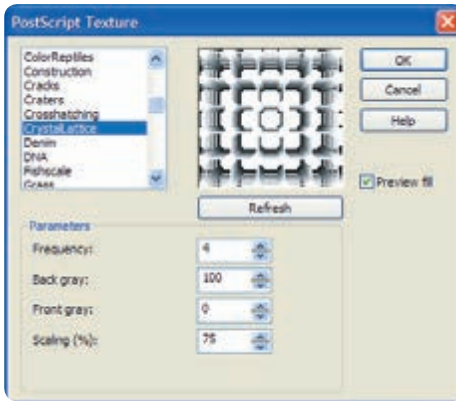 PostScript Texture
ColorReptiles
Construction
Cracks
Craters
Crosshatching
CrystalLattice
Denim
DNA
Fishscale
Grass
OK
Cancel
Help
Preview fill
Refresh
Parameters
Frequency: 4
Back gray: 100
Front gray: 0
Scaling (%): 75